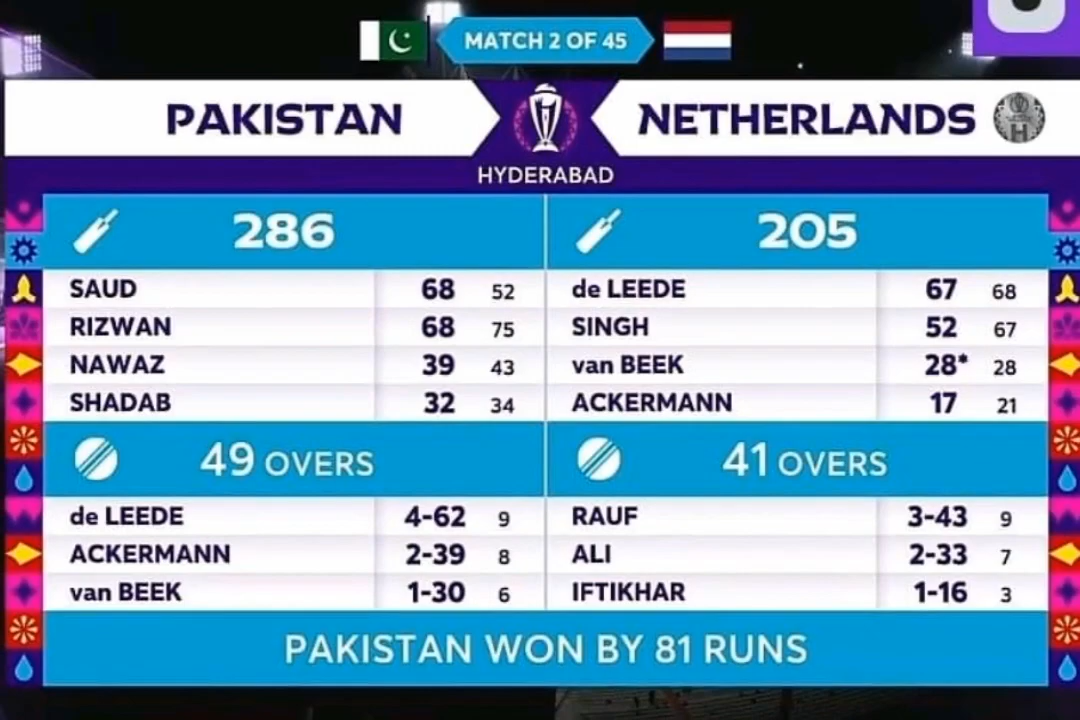 MATCH 2 OF 45
PAKISTAN NETHERLANDS
HYDERABAD
286 205
SAUD 68 52 de LEEDE 67 68
RIZWAN 68 75 SINGH 52 67
NAWAZ 39 43 van BEEK 28* 28
SHADAB 32 34 ACKERMANN 17 21
49 OVERS 41 OVERS
de LEEDE 4-62 9 RAUF 3-43 9
ACKERMANN 2-39 8 ALI 2-33 7
van BEEK 1-30 6 IFTIKHAR 1-16 3
PAKISTAN WON BY 81 RUNS